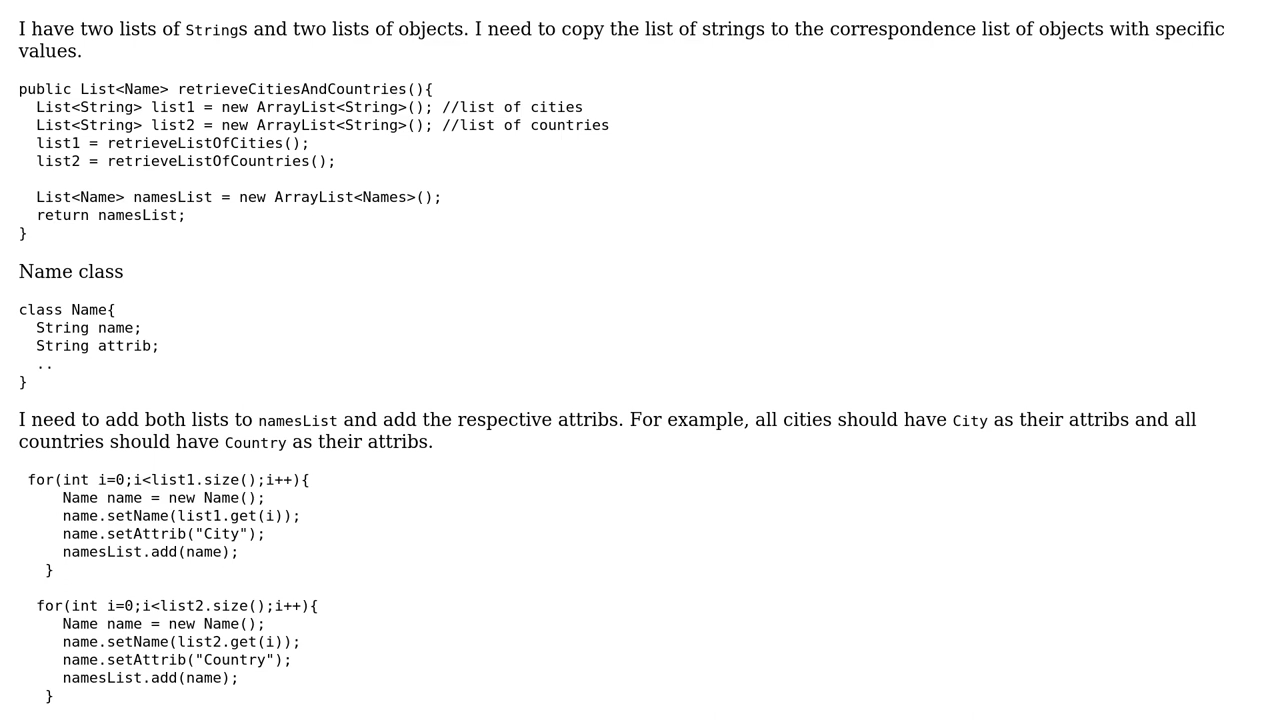 I have two lists of Strings and two lists of objects. I need to copy the list of strings to the correspondence list of objects with specific
values.
public List<Name> retrieveCitiesAndCountries(){
  List<String> list1 = new ArrayList<String>(); //list of cities
  List<String> list2 = new ArrayList<String>(); //list of countries
  list1 = retrieveListOfCities();
  list2 = retrieveListOfCountries();

  List<Name> namesList = new ArrayList<Names>();
  return namesList;
}
Name class
class Name{
  String name;
  String attrib;
  ..
}
I need to add both lists to namesList and add the respective attribs. For example, all cities should have City as their attribs and all
countries should have Country as their attribs.
 for(int i=0;i<list1.size();i++){
     Name name = new Name();
     name.setName(list1.get(i));
     name.setAttrib("City");
     namesList.add(name);
   }

  for(int i=0;i<list2.size();i++){
     Name name = new Name();
     name.setName(list2.get(i));
     name.setAttrib("Country");
     namesList.add(name);
   }